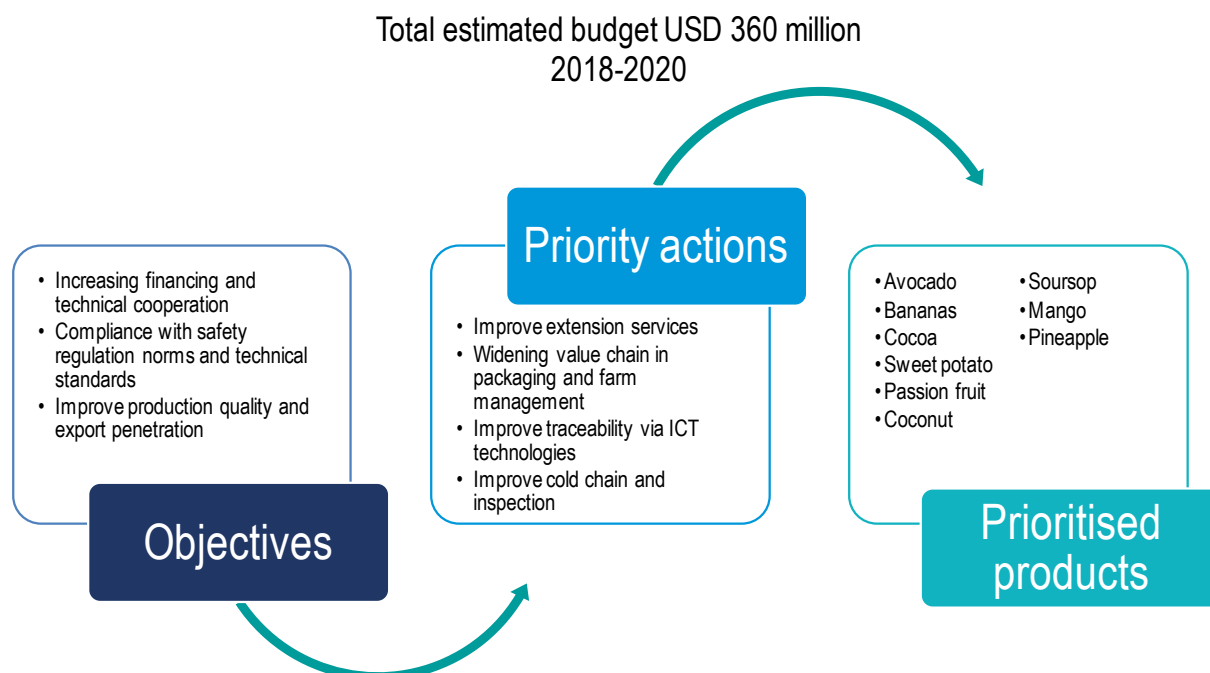 Total estimated budget USD 360 million
2018-2020
• Increasing financing and
technical cooperation
• Compliance with safety
regulation norms and technical
standards
• Improve production quality and
export penetration
Objectives
Priority actions
• Improve extension services
• Widening value chain in
packaging and farm
management
• Improve traceability via ICT
technologies
• Improve cold chain and
inspection
• Avocado
• Bananas
• Cocoa
• Sweet potato
• Passion fruit
• Coconut
• Soursop
• Mango
• Pineapple
Prioritised
products